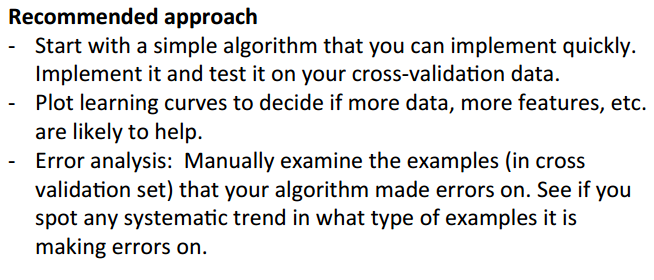 Recommended approach
- Start with a simple algorithm that you can implement quickly.
Implement it and test it on your cross-validation data.
- Plot learning curves to decide if more data, more features, etc.
are likely to help.
- Error analysis: Manually examine the examples (in cross
validation set) that your algorithm made errors on. See if you
spot any systematic trend in what type of examples it is
making errors on.